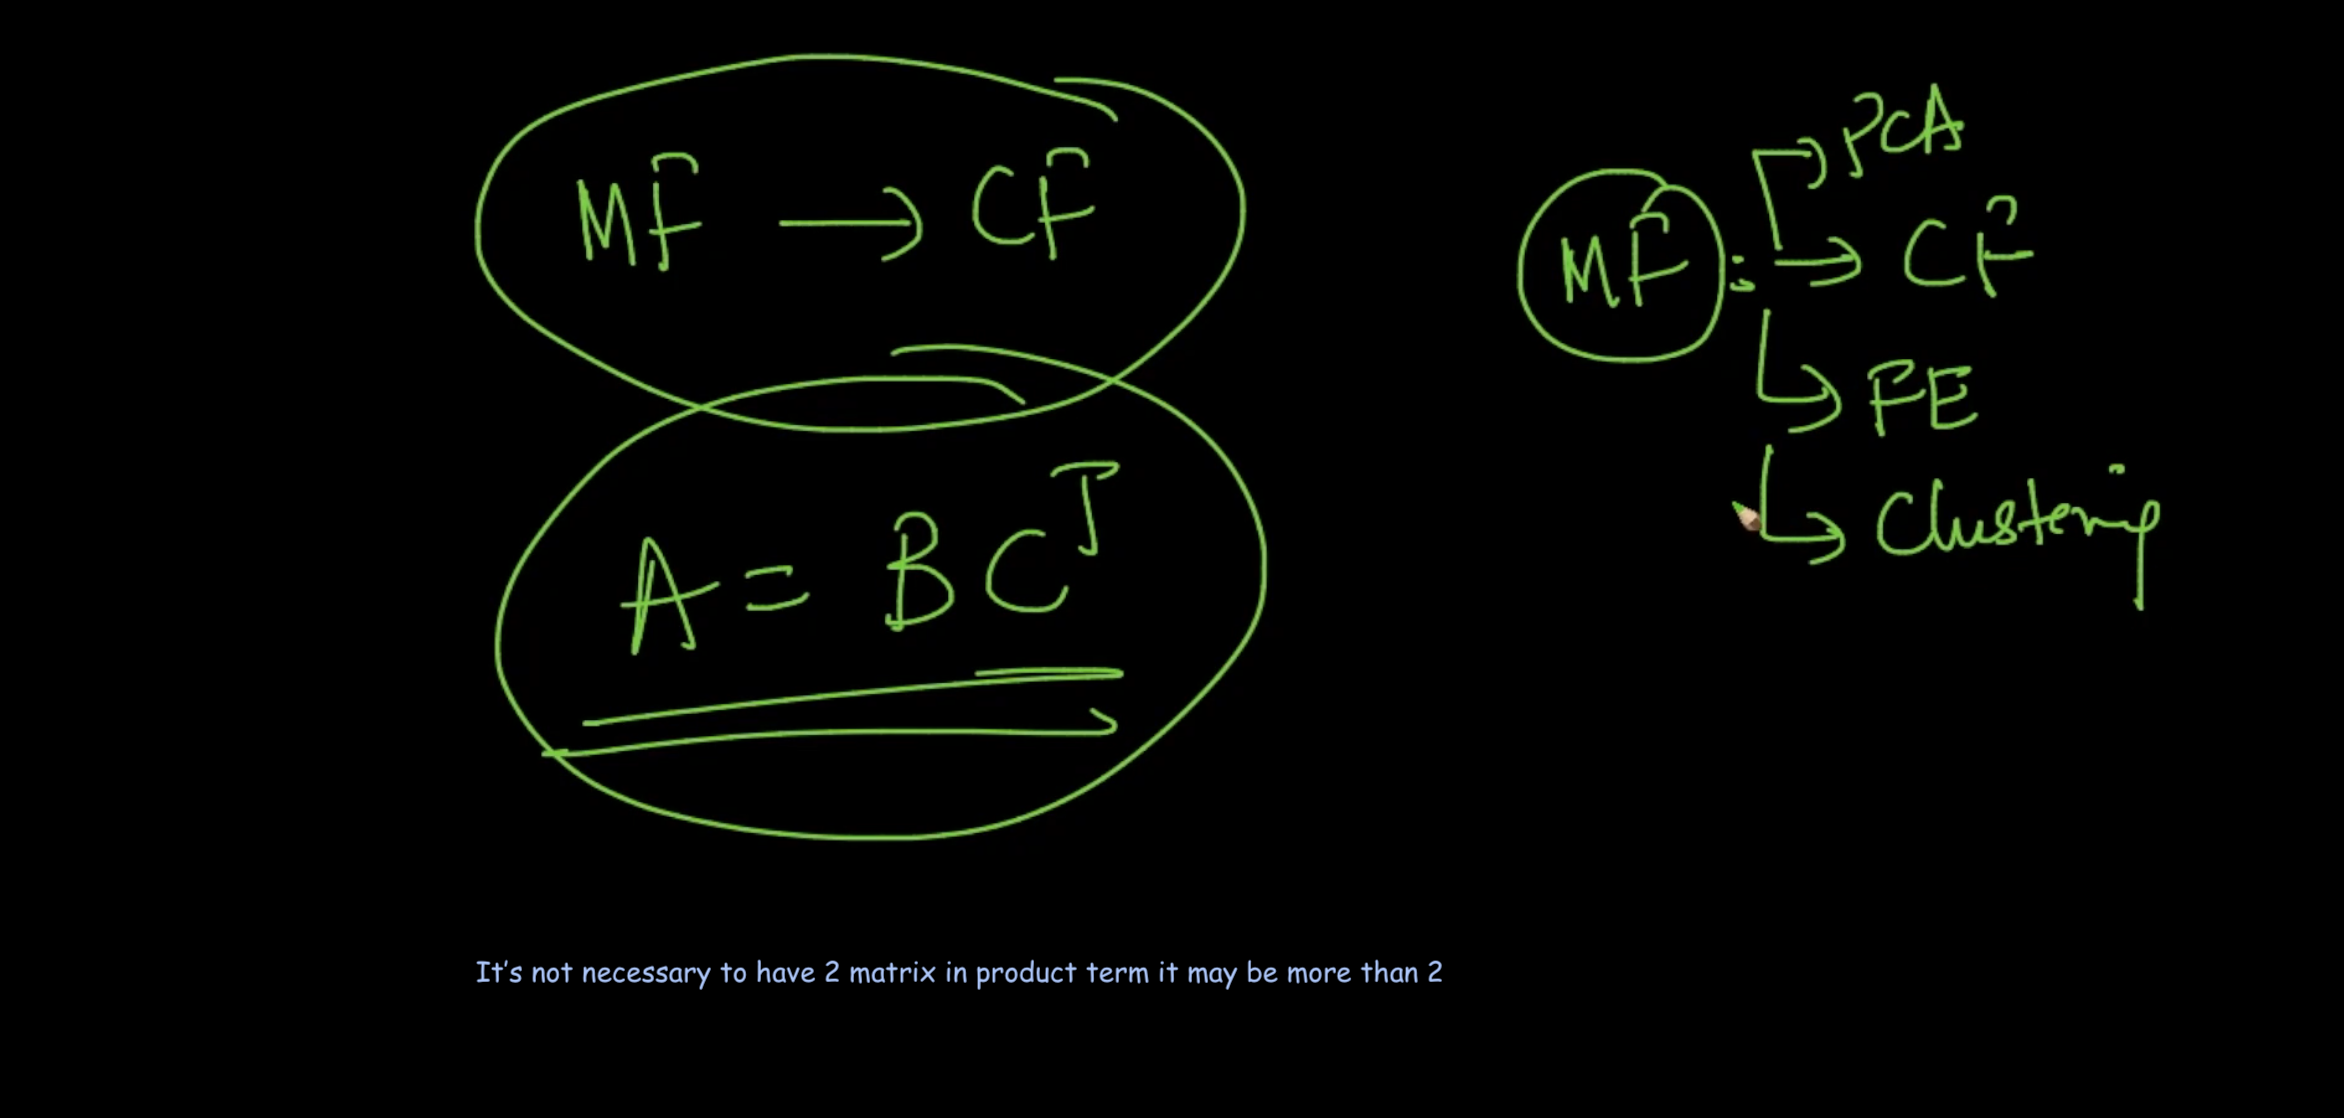 MF → CF
A = BC^T
MF : → PCA
→ CF
→ FE
→ Clustering
It's not necessary to have 2 matrix in product term it may be more than 2